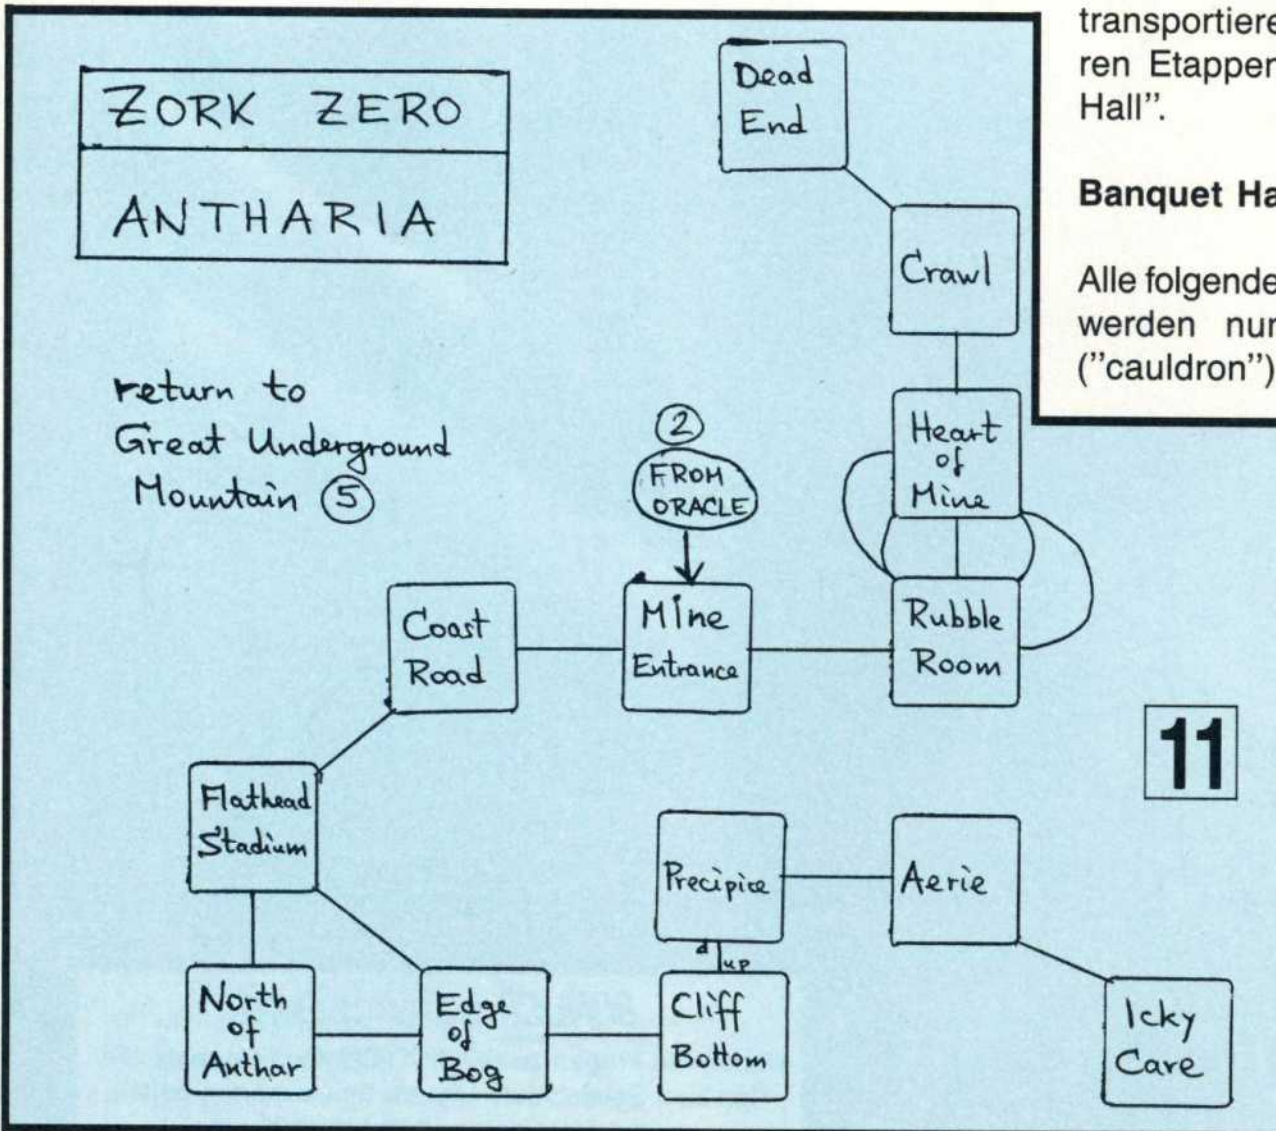 transportiere
ren Etappen
Hall".
Banquet Ha
Alle folgende
werden nur
("cauldron")
ZORK ZERO
ANTHARIA
return to
Great Underground
Mountain 5
Dead
End
Crawl
Heart
of
Mine
2
FROM
ORACLE
Coast
Road
Mine
Entrance
Rubble
Room
11
Flathead
Stadium
Precipice
Aerie
d
up
North
of
Anthar
Edge
of
Bog
Cliff
Bottom
Icky
Care